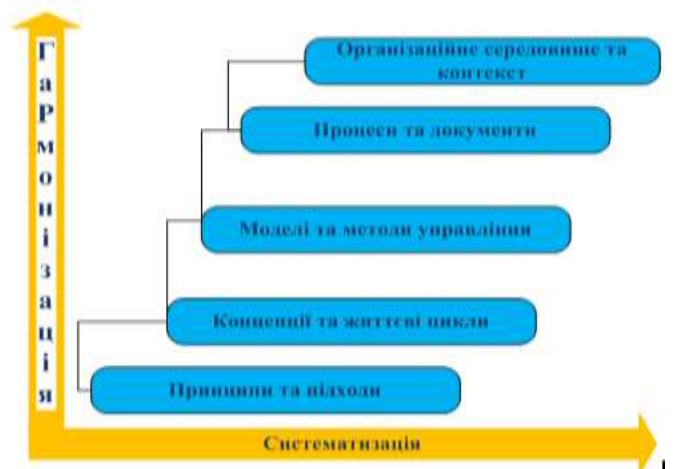 ГаРмонізація
Організаційне середовище та
контекст
Процеси та документи
Моделі та методи управління
Концепції та життєві цикли
Принципи та підходи
Систематизація